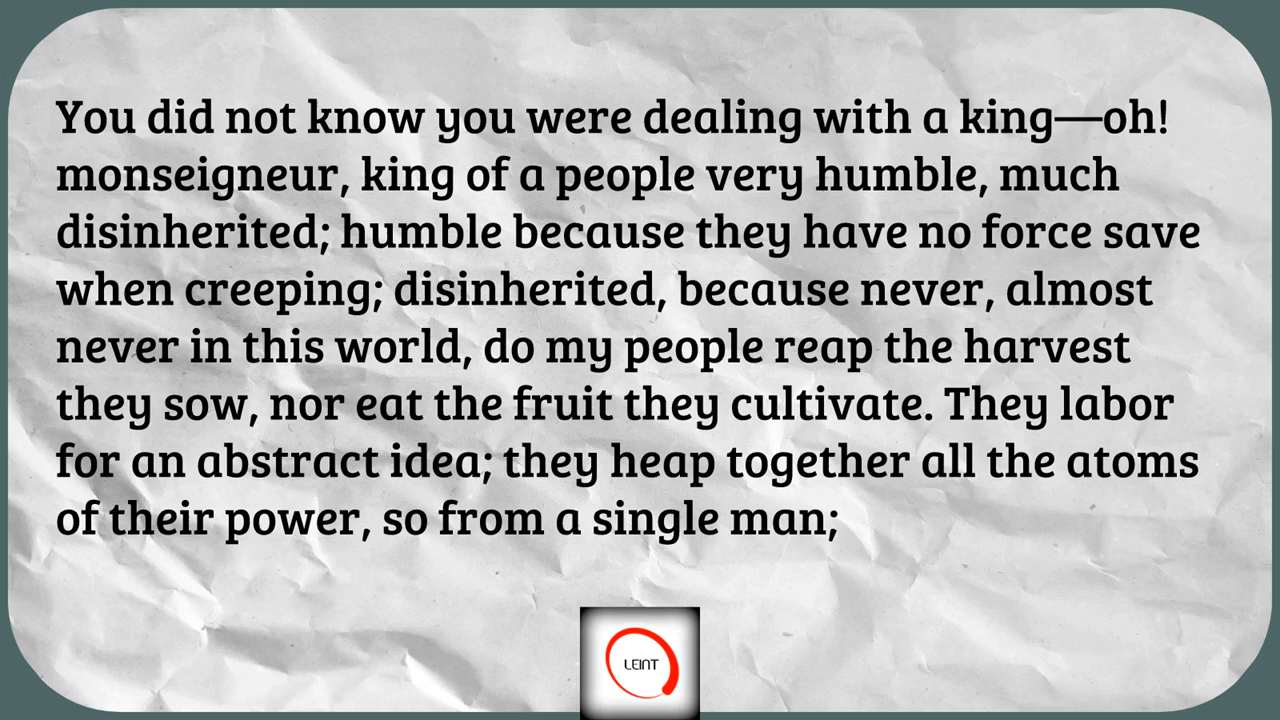 You did not know you were dealing with a king—oh!
monseigneur, king of a people very humble, much
disinherited; humble because they have no force save
when creeping; disinherited, because never, almost
never in this world, do my people reap the harvest
they sow, nor eat the fruit they cultivate. They labor
for an abstract idea; they heap together all the atoms
of their power, so from a single man;
LEINT